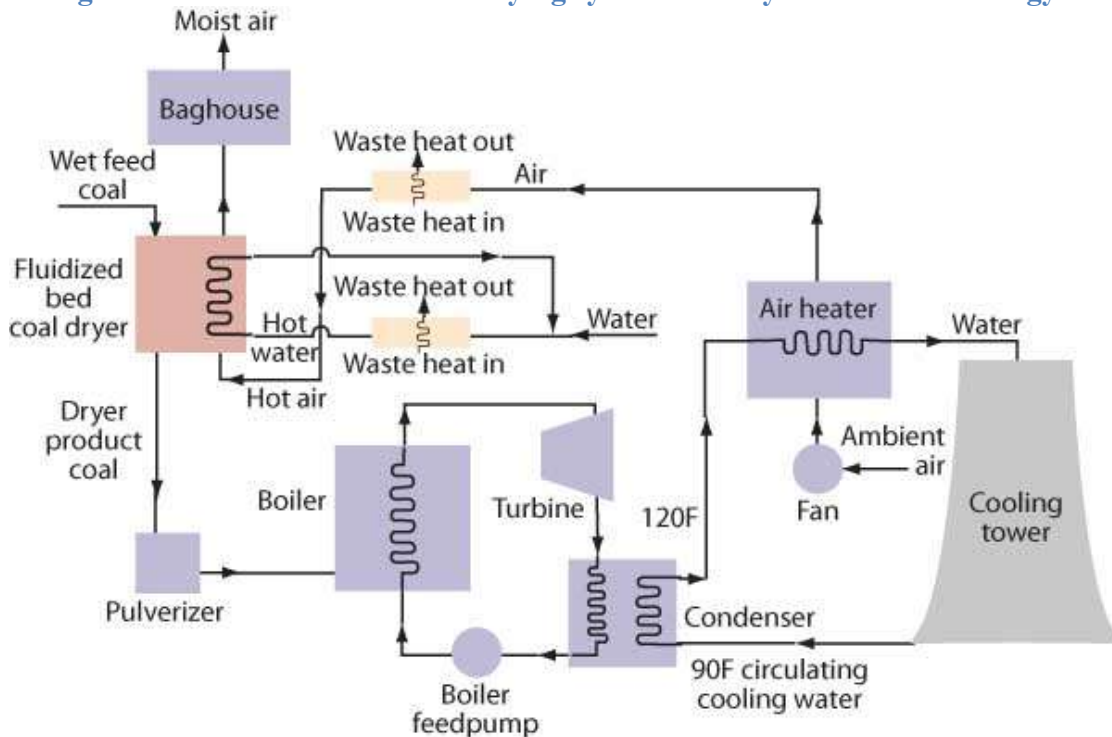 Moist air
Baghouse
Wet feed
coal
Fluidized
bed
coal dryer
Waste heat out
Air
Waste heat in
Waste heat out
Hot
water
Water
Waste heat in
Hot air
Air heater
Water
Dryer
product
coal
Boiler
Turbine
120F
Ambient
air
Fan
Cooling
tower
Pulverizer
Condenser
90F circulating
cooling water
Boiler
feedpump